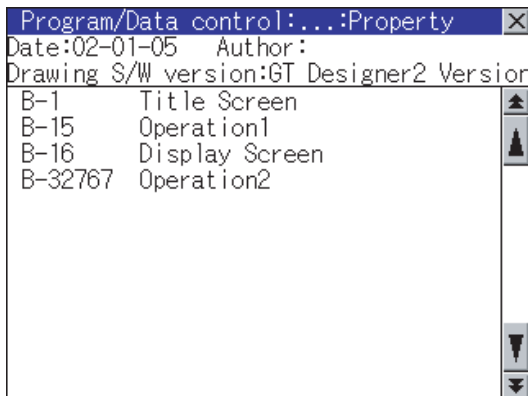 Program/Data control:...:Property
Date:02-01-05 Author:
Drawing S/W version:GT Designer2 Version
B-1 Title Screen
B-15 Operation1
B-16 Display Screen
B-32767 Operation2